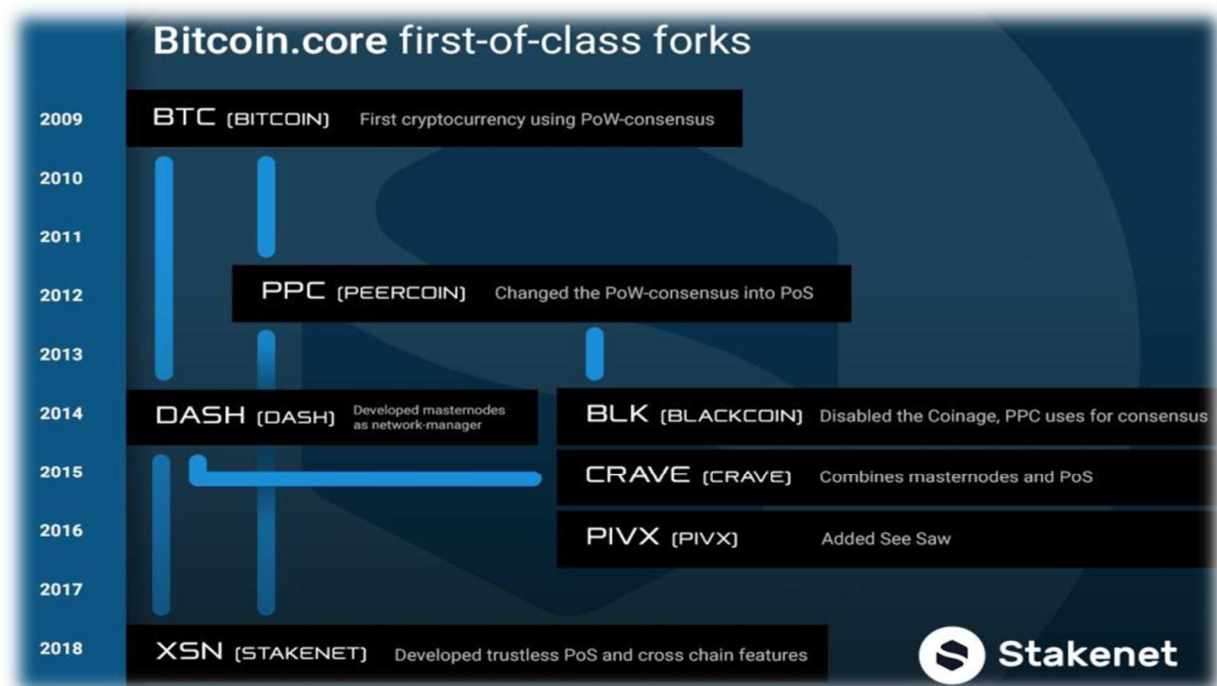 Bitcoin.core first-of-class forks
2009
BTC (BITCOIN) First cryptocurrency using PoW-consensus
2010
2011
2012
PPC (PEERCOIN) Changed the PoW-consensus into PoS
2013
2014
DASH (DASH) Developed masternodes
as network-manager
BLK (BLACKCOIN) Disabled the Coinage, PPC uses for consensus
2015
CRAVE (CRAVE) Combines masternodes and PoS
2016
PIVX (PIVX) Added See Saw
2017
2018
XSN (STAKENET) Developed trustless PoS and cross chain features
Stakenet